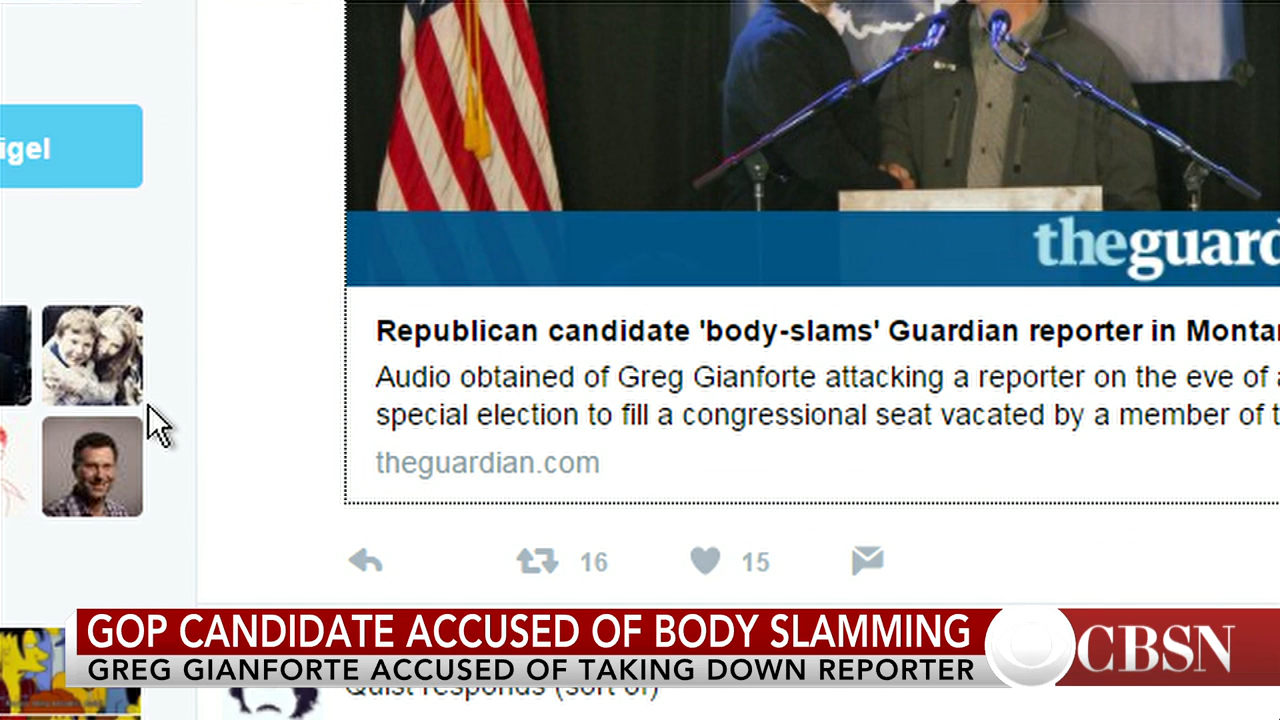 igel
theguard
Republican candidate 'body-slams' Guardian reporter in Montan
Audio obtained of Greg Gianforte attacking a reporter on the eve of a
special election to fill a congressional seat vacated by a member of t
theguardian.com
16
15
GOP CANDIDATE ACCUSED OF BODY SLAMMING
GREG GIANFORTE ACCUSED OF TAKING DOWN REPORTER
CBSN
Quist responds (sort of)